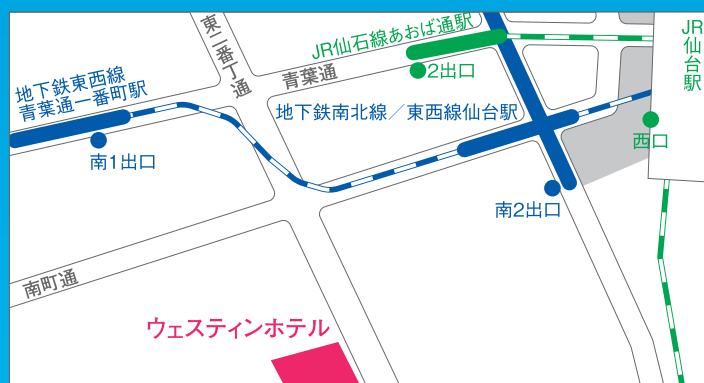 東二番丁通
JR仙石線あおば通駅
2出口
青葉通
JR仙台駅
地下鉄東西線
青葉通一番町駅
南1出口
地下鉄南北線／東西線仙台駅
西口
南2出口
南町通
ウェスティンホテル